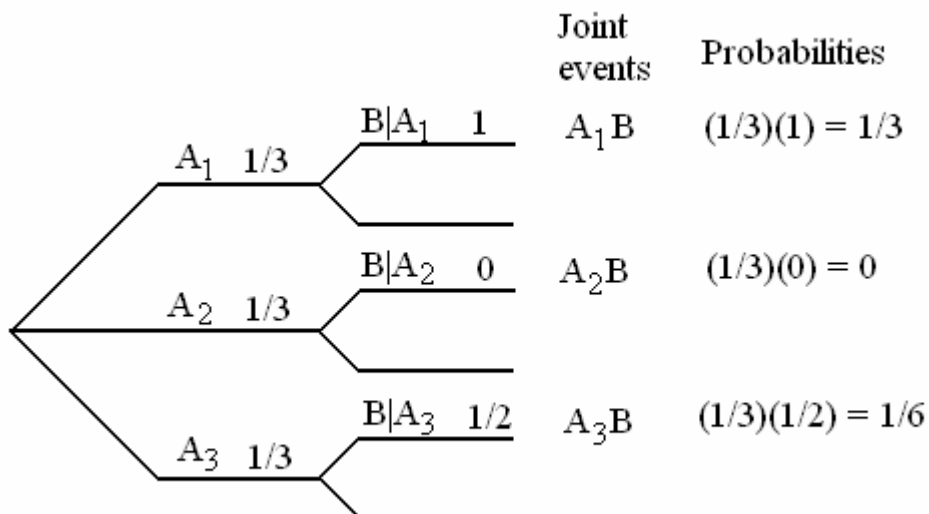 Joint
events Probabilities
B|A₁ 1 A₁B (1/3)(1) = 1/3
A₁ 1/3
B|A₂ 0 A₂B (1/3)(0) = 0
A₂ 1/3
B|A₃ 1/2 A₃B (1/3)(1/2) = 1/6
A₃ 1/3